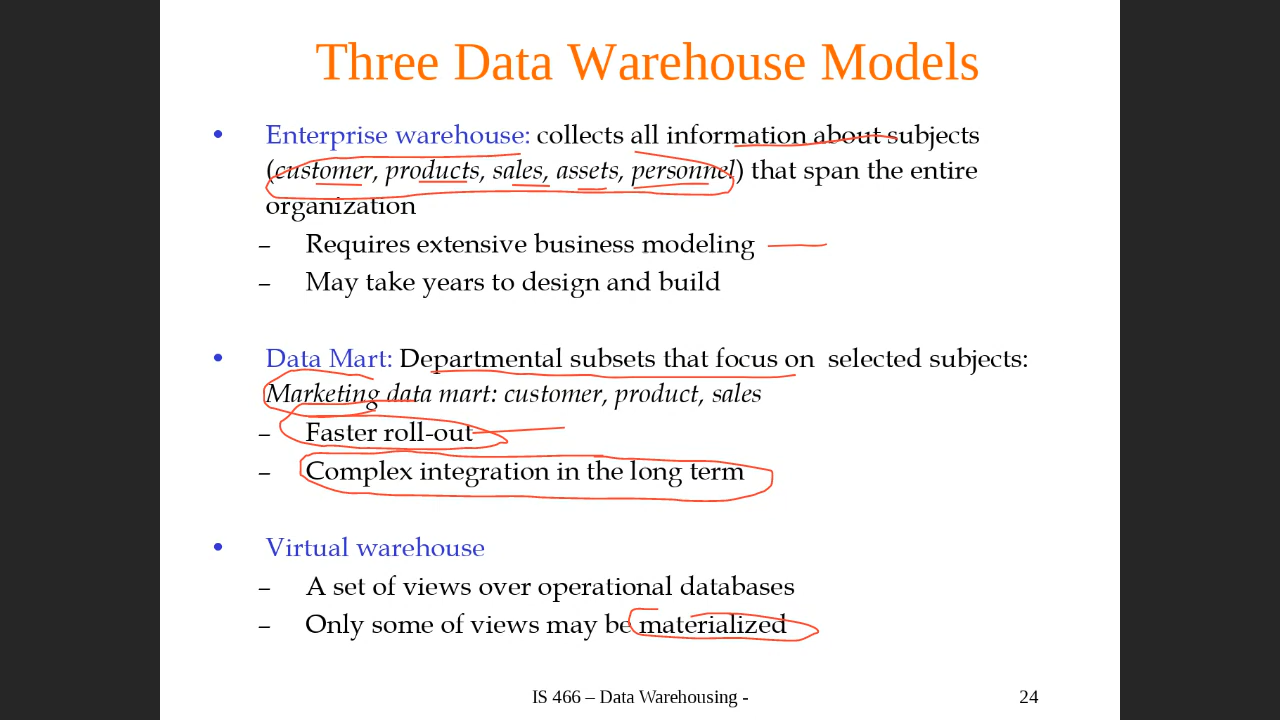 Three Data Warehouse Models
• Enterprise warehouse: collects all information about subjects
(customer, products, sales, assets, personnel) that span the entire
organization
– Requires extensive business modeling
– May take years to design and build
• Data Mart: Departmental subsets that focus on selected subjects:
Marketing data mart: customer, product, sales
– Faster roll-out
– Complex integration in the long term
• Virtual warehouse
– A set of views over operational databases
– Only some of views may be materialized
IS 466 – Data Warehousing -
24